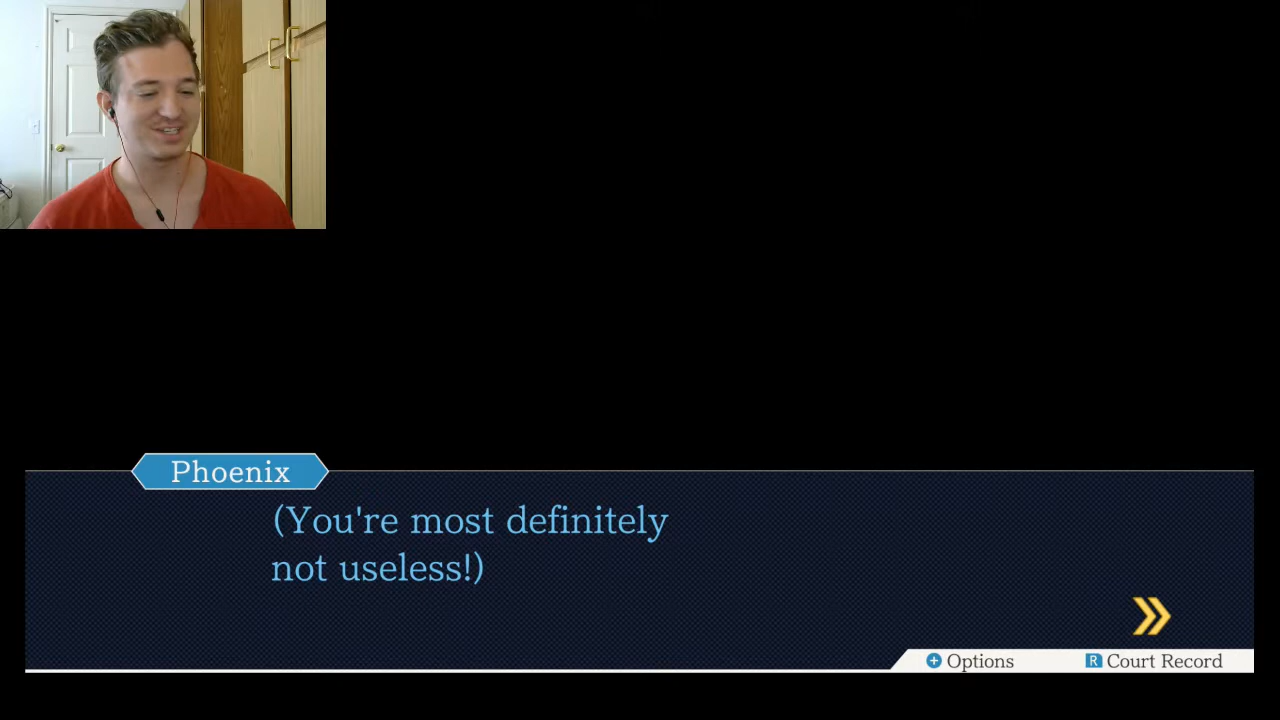 Phoenix
(You're most definitely
not useless!)
Options
R Court Record